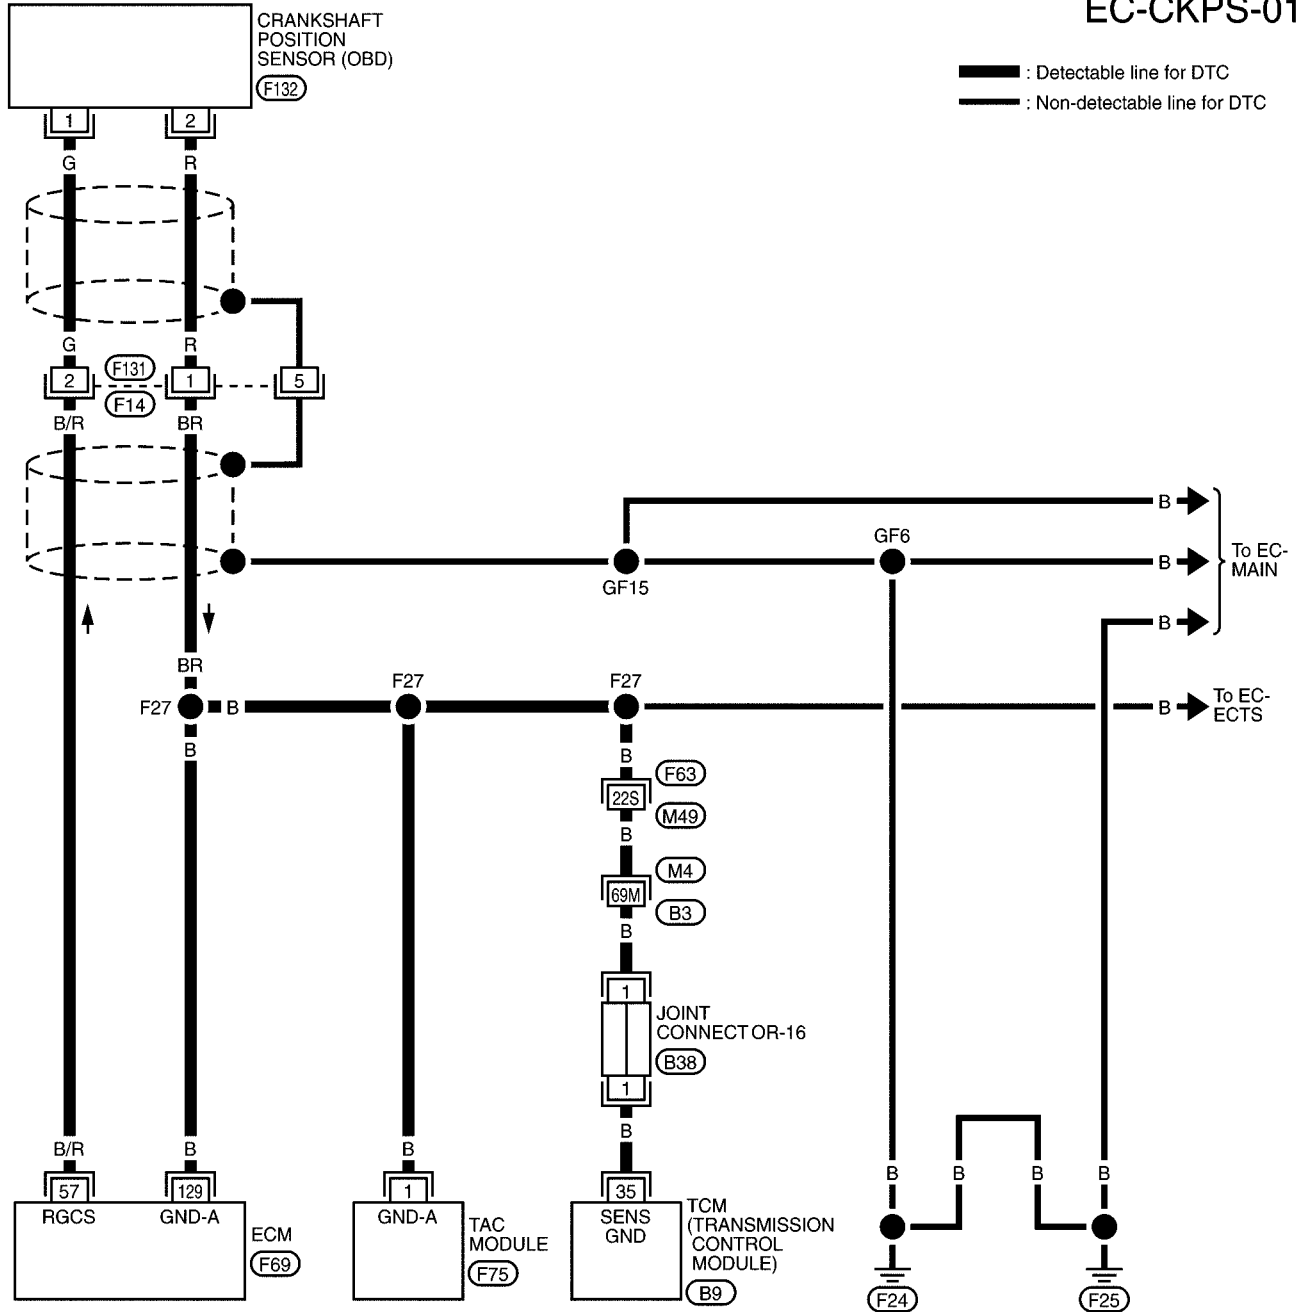 EC-CKPS-01
CRANKSHAFT
POSITION
SENSOR (OBD)
F132
: Detectable line for DTC
: Non-detectable line for DTC
1 2
G R
G R
2 F131 1 5
F14
B/R BR
B
GF6
B
GF15
To EC-
MAIN
B
BR
F27 B F27 F27 B
To EC-
ECTS
B
B
F63
22S
M49
B
M4
69M
B3
B
1
JOINT
CONNECTOR-16
B38
1
B
B/R B B B B B B
57 129 1 35
RGCS GND-A GND-A SENS
GND
ECM
F69
TAC
MODULE
F75
TCM
(TRANSMISSION
CONTROL
MODULE)
B9
F24 F25